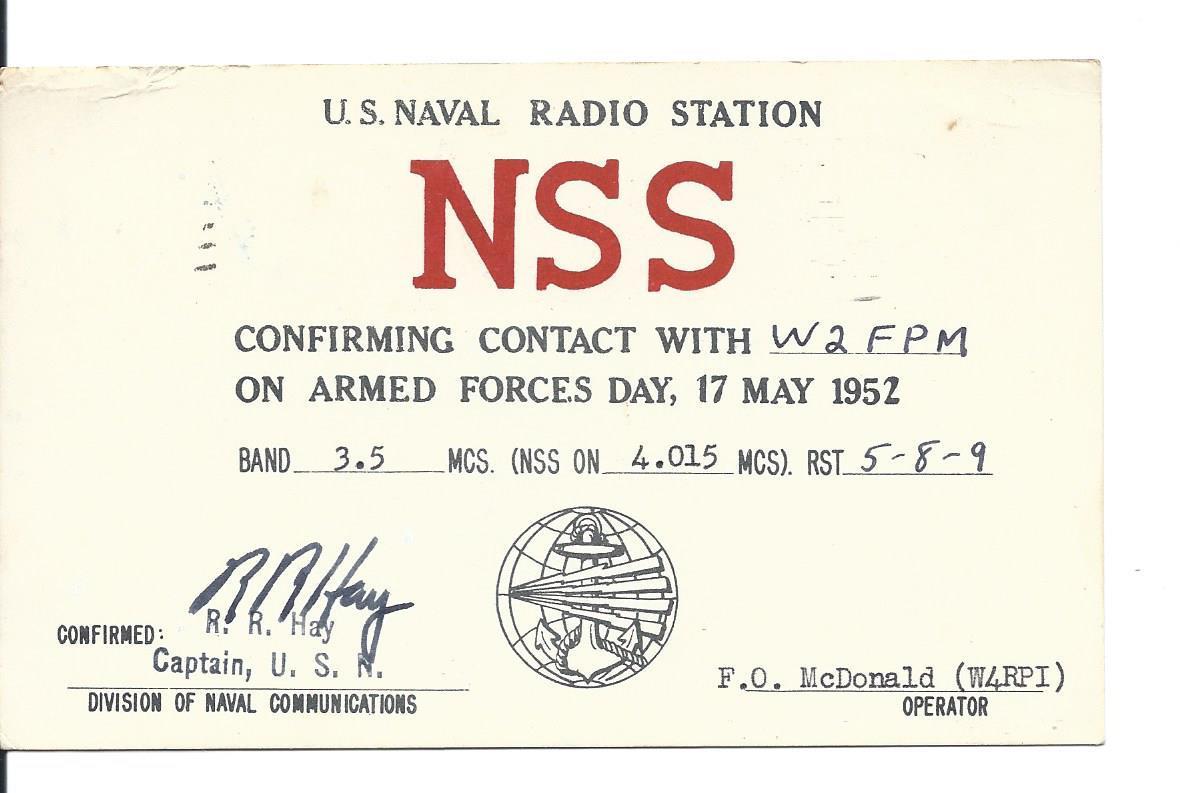 U.S. NAVAL RADIO STATION
NSS
CONFIRMING CONTACT WITH W2FPM
ON ARMED FORCES DAY, 17 MAY 1952
BAND 3.5 MCS. (NSS ON 4.015 MCS). RST 5-8-9
R R Hay
CONFIRMED: R. R. Hay
Captain, U. S. N.
DIVISION OF NAVAL COMMUNICATIONS
F.O. McDonald (W4RPI)
OPERATOR